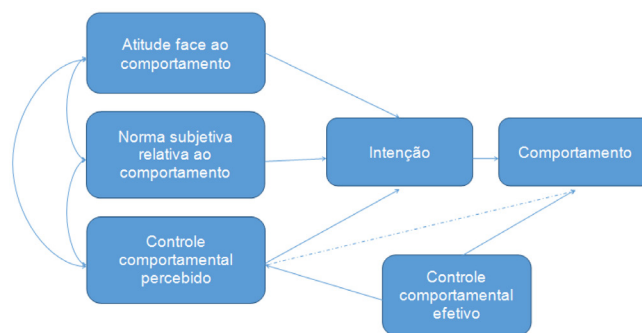 Atitude face ao
comportamento
Norma subjetiva
relativa ao
comportamento
Intenção
Comportamento
Controle
comportamental
percebido
Controle
comportamental
efetivo